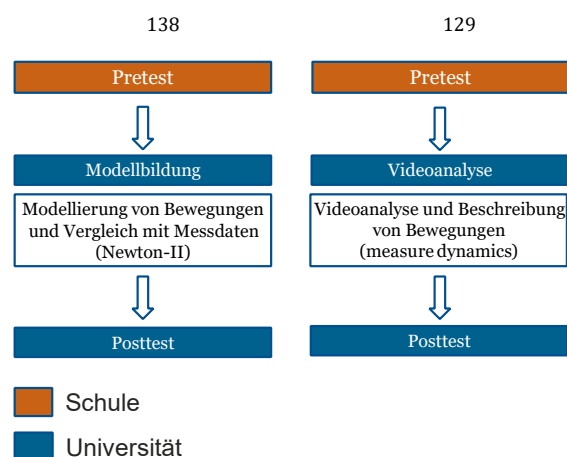 138
Pretest
Modellbildung
Modellierung von Bewegungen
und Vergleich mit Messdaten
(Newton-II)
Posttest
129
Pretest
Videoanalyse
Videoanalyse und Beschreibung
von Bewegungen
(measure dynamics)
Posttest
Schule
Universität